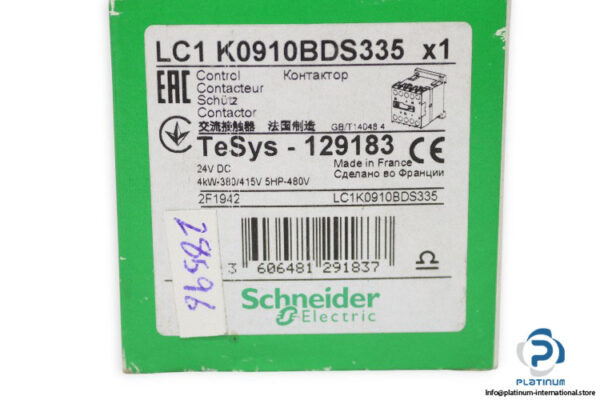 LC1 K0910BDS335 x1
EAC Control Контактор
Contacteur
Schütz
Contactor
交流接触器 法国制造 GB/T14048.4
TeSys - 129183 CE
Made in France
24V DC Сделано во Франции
4kW-380/415V 5HP-480V
2F1942 LC1K0910BDS335
28596
3 606481 291837
Schneider
Electric
PLATINUM
info@platinum-international.store